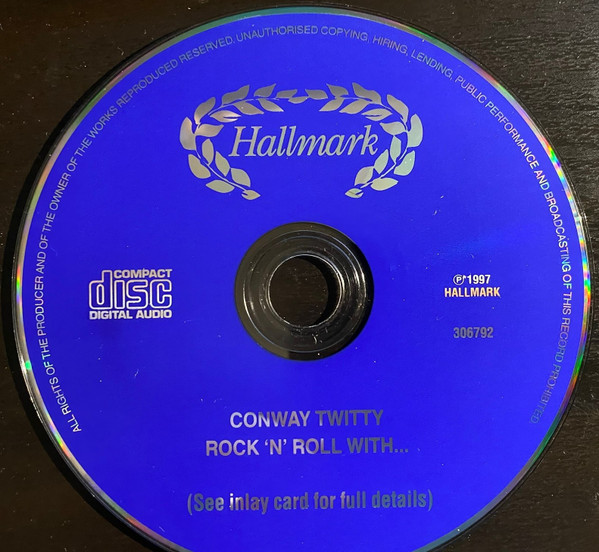 ALL RIGHTS OF THE PRODUCER AND OF THE OWNER OF THE WORKS REPRODUCED RESERVED. UNAUTHORISED COPYING, HIRING, LENDING, PUBLIC PERFORMANCE AND BROADCASTING OF THIS RECORD PROHIBITED.
Hallmark
COMPACT
disc
DIGITAL AUDIO
℗1997
HALLMARK
306792
CONWAY TWITTY
ROCK ‘N’ ROLL WITH...
(See inlay card for full details)